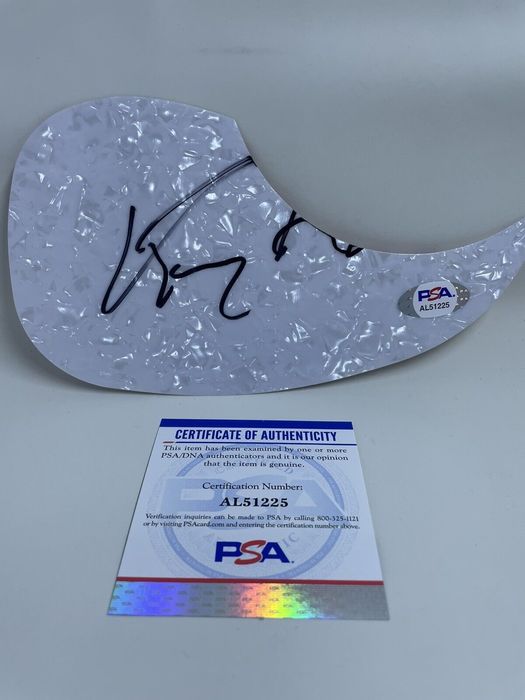 PSA
AL51225
CERTIFICATE OF AUTHENTICITY
This item has been examined by one or more
PSA/DNA authenticators and it is our opinion
that the item is genuine.
Certification Number:
AL51225
Verification inquiries can be made to PSA by calling 800-325-1121
or by visiting PSAcard.com and entering the certification number above.
PSA